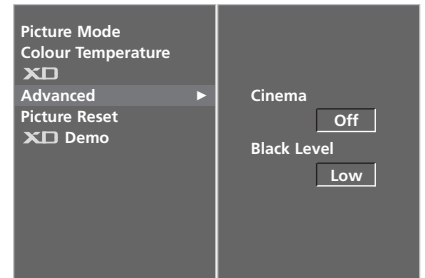 Picture Mode
Colour Temperature
XD
Advanced ►
Picture Reset
XD Demo
Cinema
Off
Black Level
Low